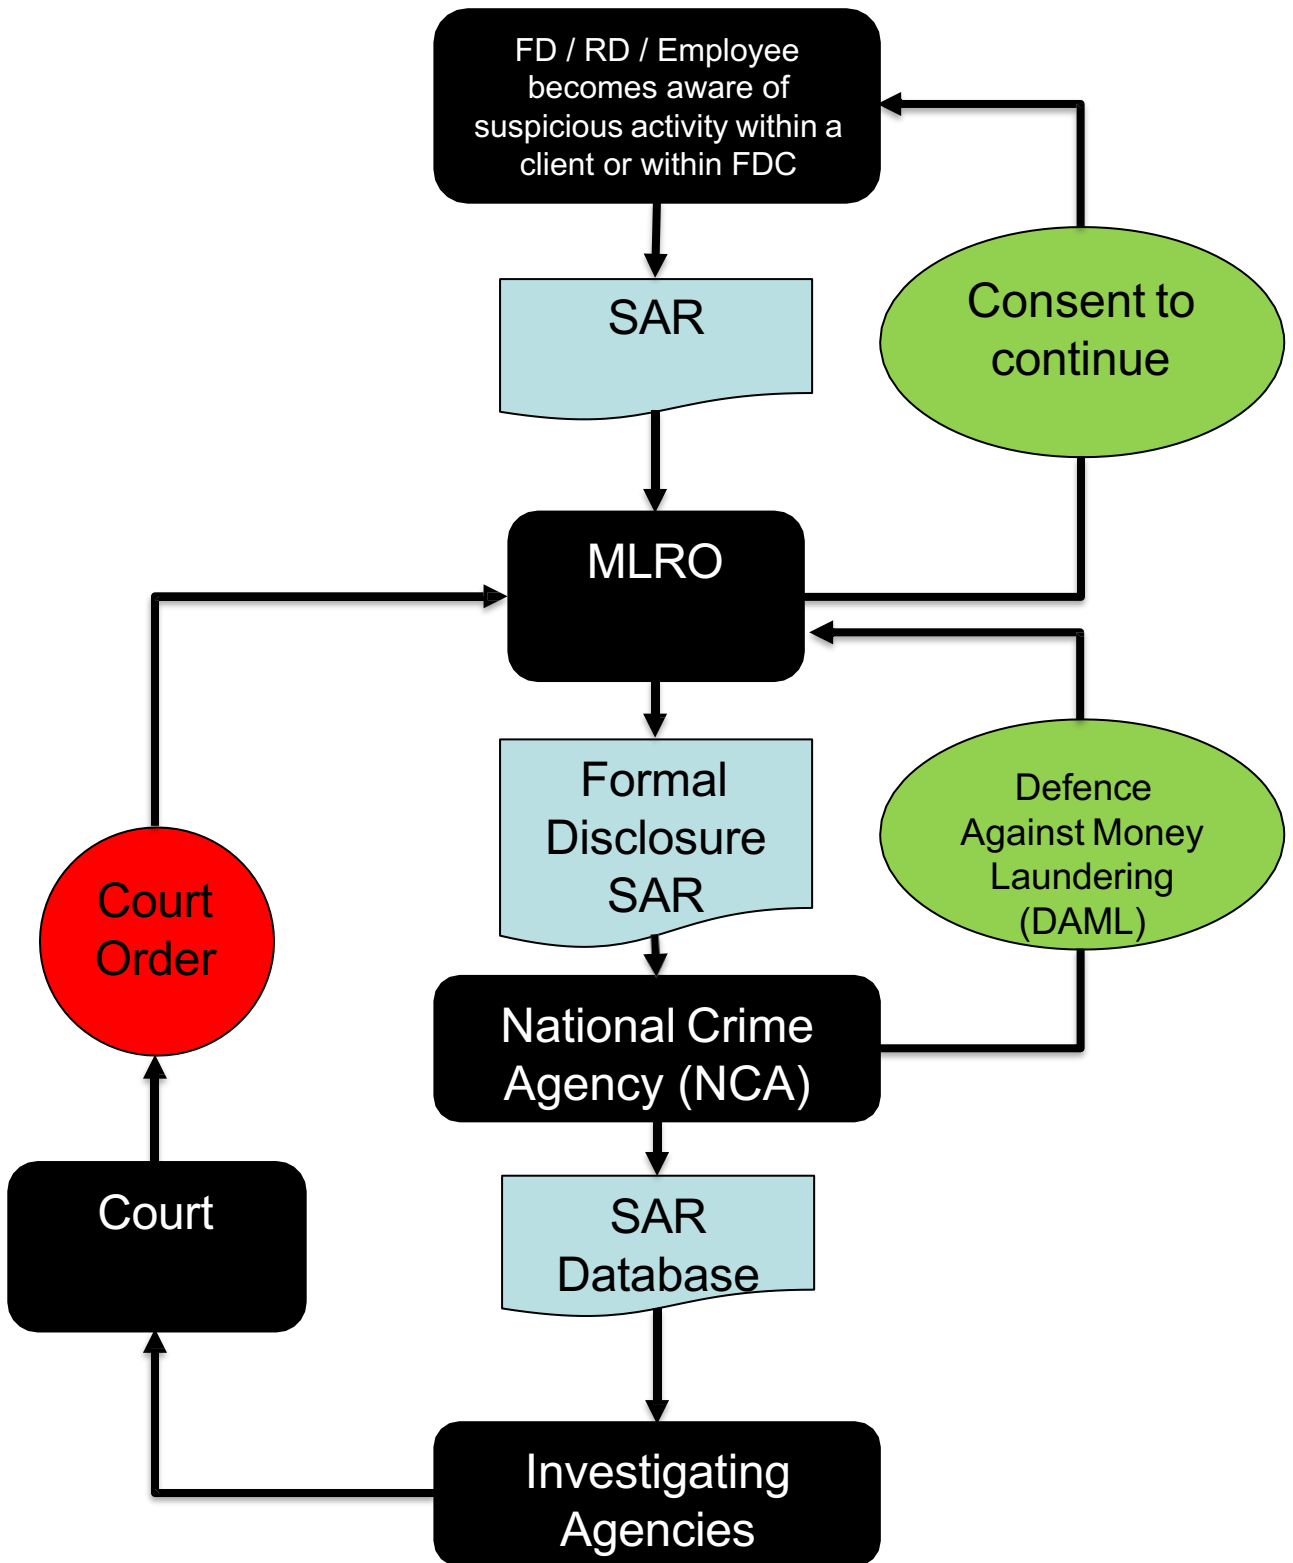 FD / RD / Employee
becomes aware of
suspicious activity within a
client or within FDC
SAR
Consent to
continue
MLRO
Formal
Disclosure
SAR
Defence
Against Money
Laundering
(DAML)
Court
Order
National Crime
Agency (NCA)
Court
SAR
Database
Investigating
Agencies